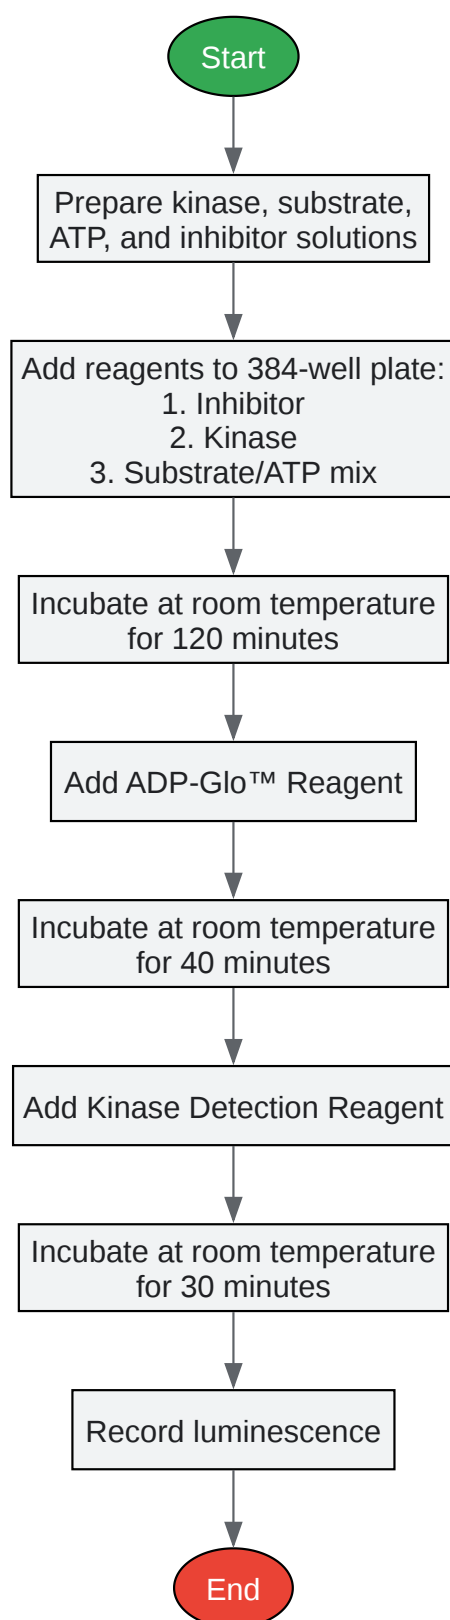 Start
Prepare kinase, substrate,
ATP, and inhibitor solutions
Add reagents to 384-well plate:
1. Inhibitor
2. Kinase
3. Substrate/ATP mix
Incubate at room temperature
for 120 minutes
Add ADP-Glo™ Reagent
Incubate at room temperature
for 40 minutes
Add Kinase Detection Reagent
Incubate at room temperature
for 30 minutes
Record luminescence
End